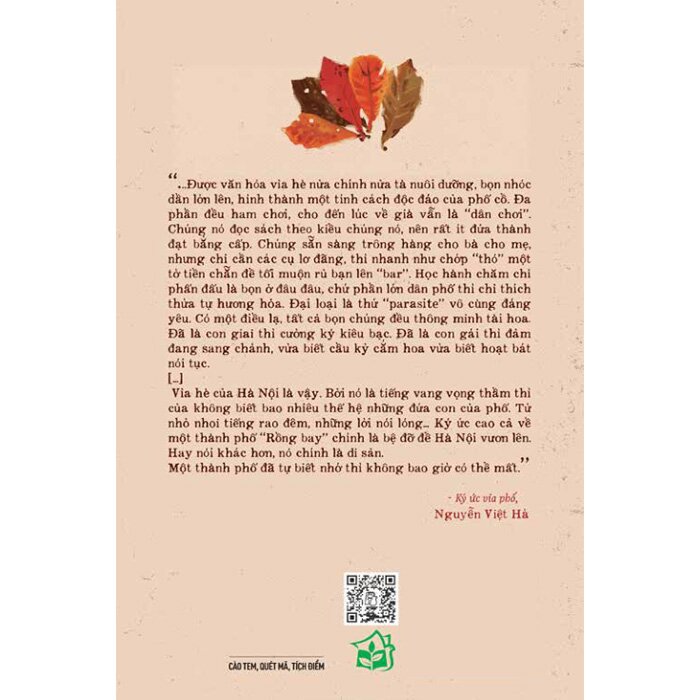 “...Được văn hóa vỉa hè nửa chính nửa tà nuôi dưỡng, bọn nhóc
dần lớn lên, hình thành một tính cách độc đáo của phố cổ. Đa
phần đều ham chơi, cho đến lúc về già vẫn là “dân chơi”.
Chúng nó đọc sách theo kiểu chúng nó, nên rất ít đứa thành
đạt bằng cấp. Chúng sẵn sàng trông hàng cho bà cho mẹ,
nhưng chỉ cần các cụ lơ đãng, thì nhanh như chớp “thó” một
tờ tiền chẵn để tối muộn rủ bạn lên “bar”. Học hành chăm chỉ
phấn đấu là bọn ở đâu đâu, chứ phần lớn dân phố thì chỉ thích
thừa tự hương hỏa. Đại loại là thứ “parasite” vô cùng đáng
yêu. Có một điều lạ, tất cả bọn chúng đều thông minh tài hoa.
Đã là con giai thì cưỡng ký kiêu bạc. Đã là con gái thì đảm
đang sang chảnh, vừa biết cầu kỳ cắm hoa vừa biết hoạt bát
nói tục.
[...]
Vỉa hè của Hà Nội là vậy. Bởi nó là tiếng vang vọng thầm thì
của không biết bao nhiêu thế hệ những đứa con của phố. Từ
nhỏ nhoi tiếng rao đêm, những lời nói lóng... Ký ức cao cả về
một thành phố “Rồng bay” chính là bệ đỡ để Hà Nội vươn lên.
Hay nói khác hơn, nó chính là di sản.
Một thành phố đã tự biết nhớ thì không bao giờ có thể mất.”
- Ký ức vỉa phố,
Nguyễn Việt Hà
CÀO TEM, QUÉT MÃ, TÍCH ĐIỂM